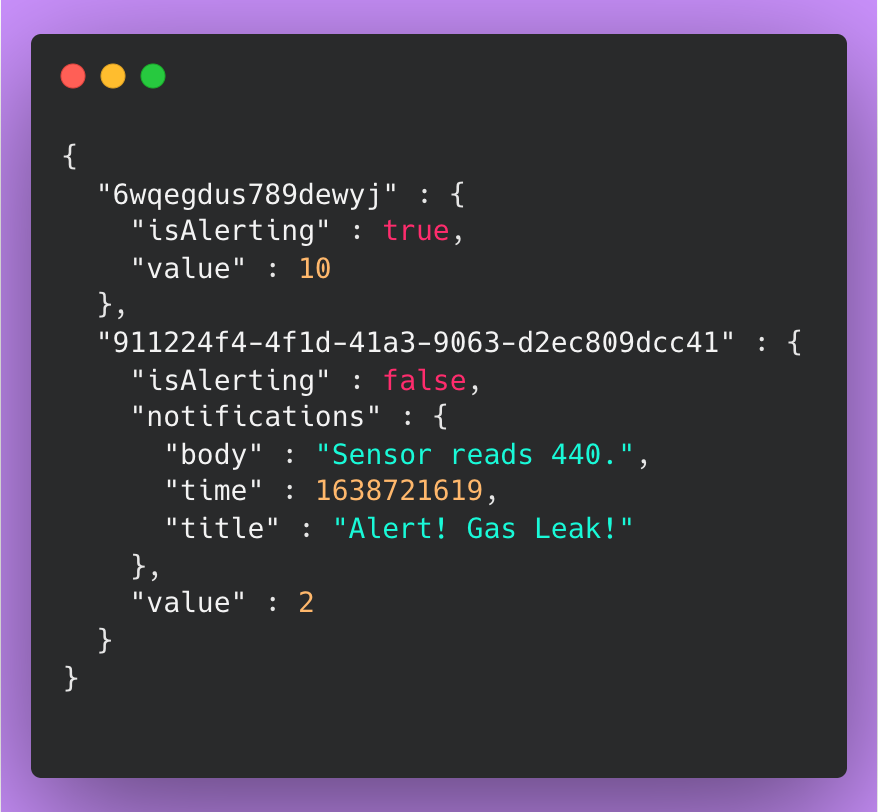 {
  "6wqegdus789dewyj" : {
    "isAlerting" : true,
    "value" : 10
  },
  "911224f4-4f1d-41a3-9063-d2ec809dcc41" : {
    "isAlerting" : false,
    "notifications" : {
      "body" : "Sensor reads 440.",
      "time" : 1638721619,
      "title" : "Alert! Gas Leak!"
    },
    "value" : 2
  }
}